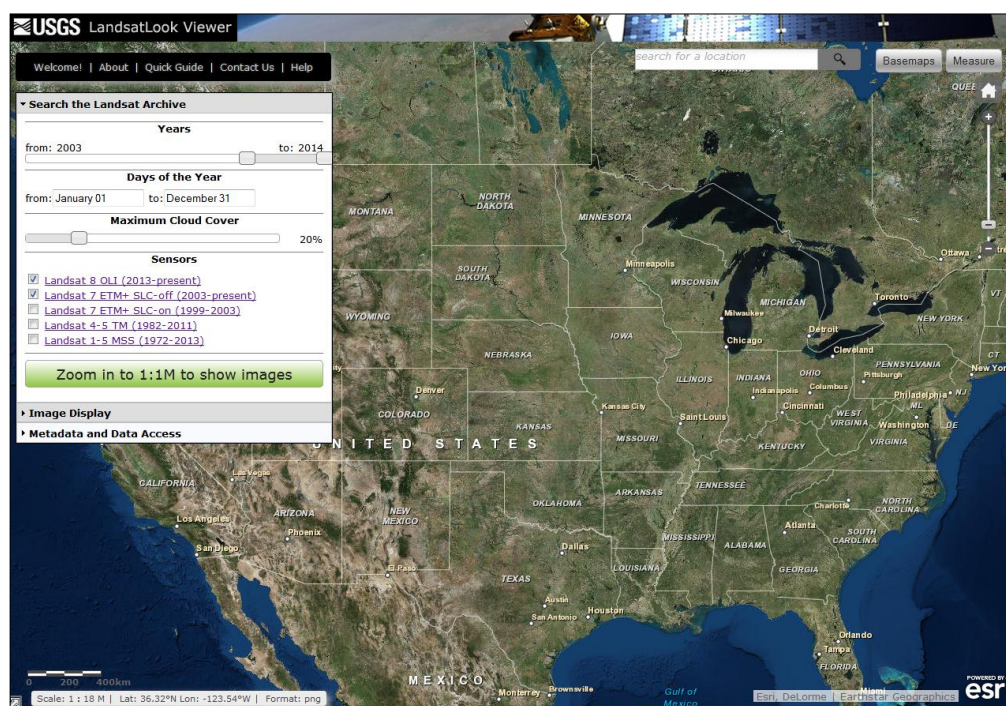 USGS LandsatLook Viewer
Welcome! | About | Quick Guide | Contact Us | Help
search for a location
Basemaps
Measure
Search the Landsat Archive
Years
from: 2003 to: 2014
Days of the Year
from: January 01 to: December 31
Maximum Cloud Cover
20%
Sensors
Landsat 8 OLI (2013-present)
Landsat 7 ETM+ SLC-off (2003-present)
Landsat 7 ETM+ SLC-on (1999-2003)
Landsat 4-5 TM (1982-2011)
Landsat 1-5 MSS (1972-2013)
Zoom in to 1:1M to show images
Image Display
Metadata and Data Access
QUEB
MONTANA
NORTH
DAKOTA
MINNESOTA
Minneapolis
SOUTH
DAKOTA
WISCONSIN
Ottawa
MICHIGAN
Toronto
VT
NEW YORK
WYOMING
Milwaukee
Detroit
IOWA
Chicago
Cleveland
NEBRASKA
PENNSYLVANIA
CT
New Yor
ILLINOIS
INDIANA
OHIO
Pittsburgh
Denver
Indianapolis
Columbus
Philadelphia
NJ
COLORADO
Kansas City
Cincinnati
ML
Saint Louis
WEST
VIRGINIA
Washington
DE
KANSAS
MISSOURI
KENTUCKY
VIRGINIA
UNITED STATES
Las Vegas
CALIFORNIA
TENNESSEE
ARKANSAS
OKLAHOMA
NORTH
CAROLINA
Charlotte
Los Angeles
ARIZONA
NEW
MEXICO
Phoenix
Atlanta
SOUTH
CAROLINA
San Diego
MISSISSIPPI
ALABAMA
Dallas
El Paso
LOUISIANA
GEORGIA
TEXAS
Austin
Houston
San Antonio
Orlando
Tampa
FLORIDA
200 400km
MEXICO
Monterrey
Brownsville
Gulf of
Mexico
Miami
Scale: 1 : 18 M | Lat: 36.32°N Lon: -123.54°W | Format: png
Esri, DeLorme | Earthstar Geographics
POWERED BY
esr